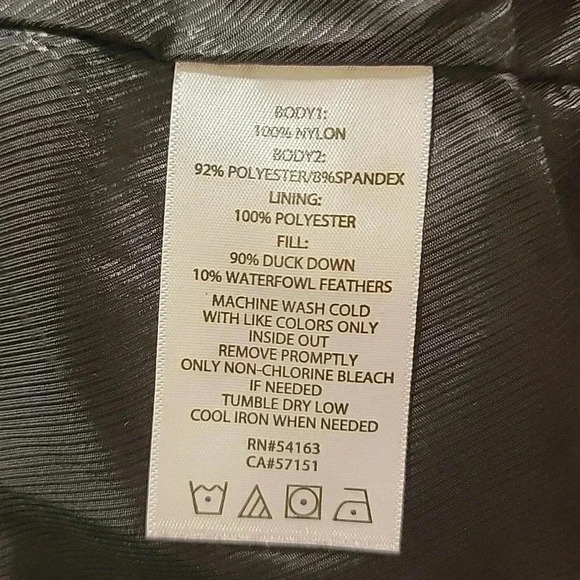 BODY1:
100% NYLON
BODY2:
92% POLYESTER/8%SPANDEX
LINING:
100% POLYESTER
FILL:
90% DUCK DOWN
10% WATERFOWL FEATHERS
MACHINE WASH COLD
WITH LIKE COLORS ONLY
INSIDE OUT
REMOVE PROMPTLY
ONLY NON-CHLORINE BLEACH
IF NEEDED
TUMBLE DRY LOW
COOL IRON WHEN NEEDED
RN#54163
CA#57151